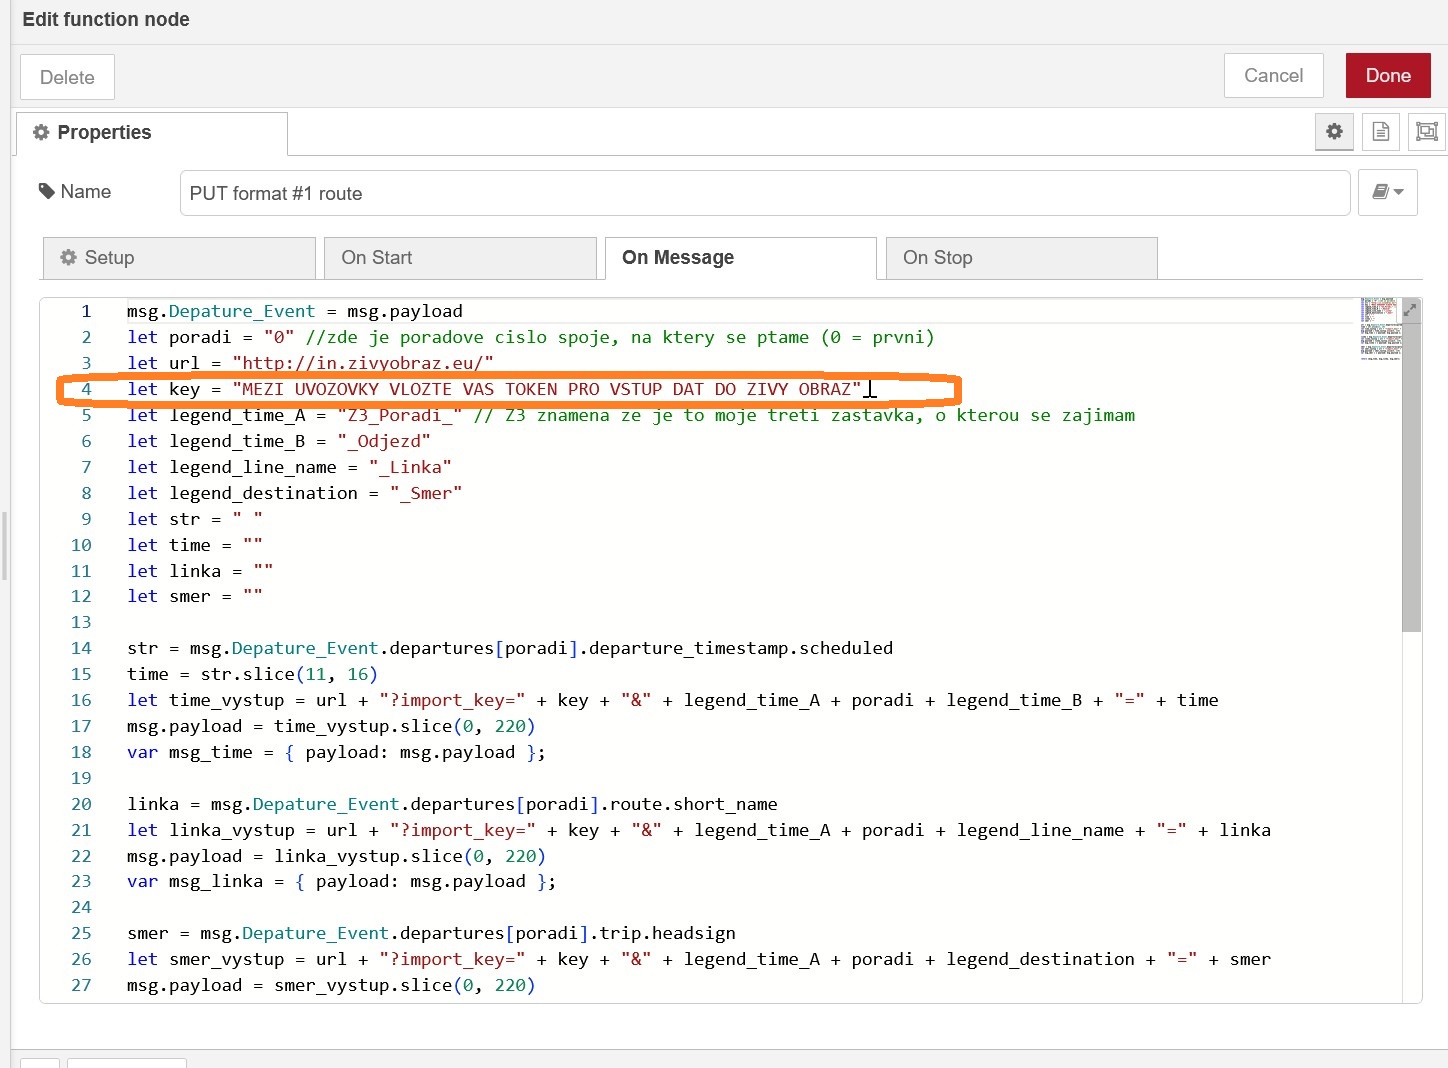 Edit function node
Delete
Cancel
Done
Properties
Name
PUT format #1 route
Setup
On Start
On Message
On Stop
1 msg.Depature_Event = msg.payload
2 let poradi = "0" //zde je poradove cislo spoje, na ktery se ptame (0 = prvni)
3 let url = "http://in.zivyobraz.eu/"
4 let key = "MEZI UVOZOVKY VLOZTE VAS TOKEN PRO VSTUP DAT DO ZIVY OBRAZ"
5 let legend_time_A = "Z3_Poradi_" // Z3 znamena ze je to moje treti zastavka, o kterou se zajimam
6 let legend_time_B = "_Odjezd"
7 let legend_line_name = "_Linka"
8 let legend_destination = "_Smer"
9 let str = " "
10 let time = ""
11 let linka = ""
12 let smer = ""
13
14 str = msg.Depature_Event.departures[poradi].departure_timestamp.scheduled
15 time = str.slice(11, 16)
16 let time_vystup = url + "?import_key=" + key + "&" + legend_time_A + poradi + legend_time_B + "=" + time
17 msg.payload = time_vystup.slice(0, 220)
18 var msg_time = { payload: msg.payload };
19
20 linka = msg.Depature_Event.departures[poradi].route.short_name
21 let linka_vystup = url + "?import_key=" + key + "&" + legend_time_A + poradi + legend_line_name + "=" + linka
22 msg.payload = linka_vystup.slice(0, 220)
23 var msg_linka = { payload: msg.payload };
24
25 smer = msg.Depature_Event.departures[poradi].trip.headsign
26 let smer_vystup = url + "?import_key=" + key + "&" + legend_time_A + poradi + legend_destination + "=" + smer
27 msg.payload = smer_vystup.slice(0, 220)